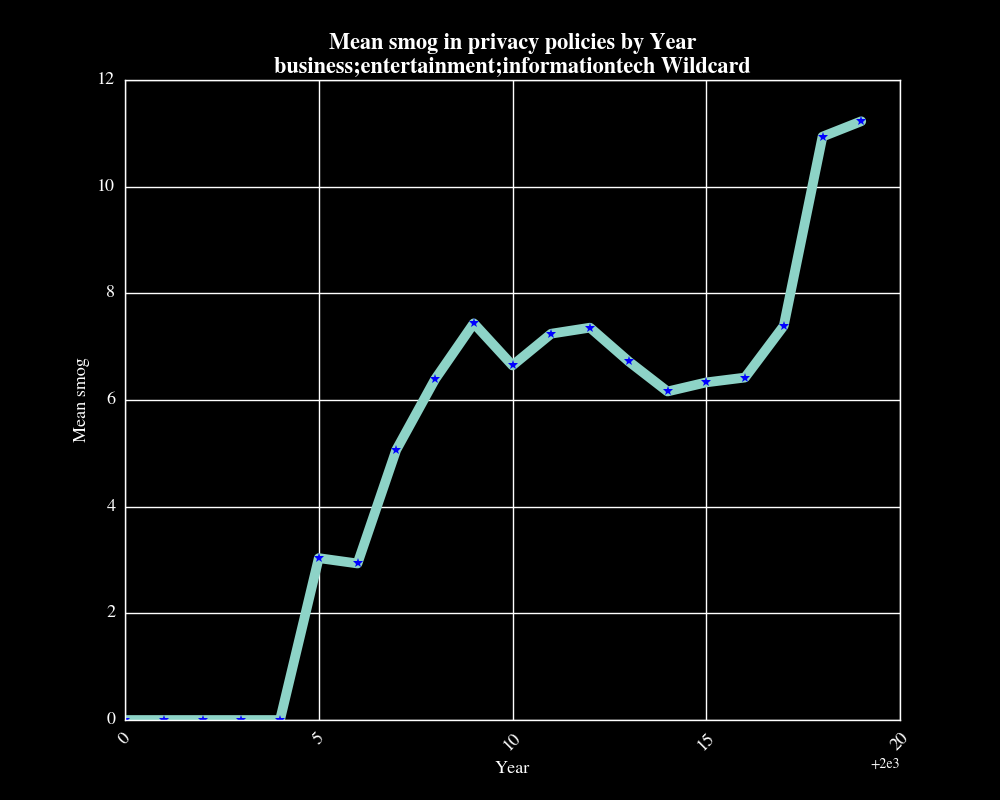 Mean smog in privacy policies by Year
business;entertainment;informationtech Wildcard
12
10
8
6
4
2
0
Mean smog
0 5 10 15 20
Year
+2e3